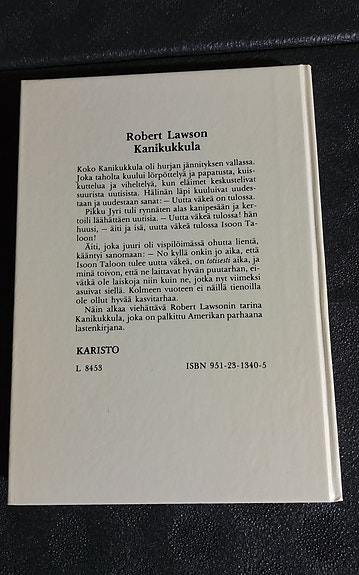 Robert Lawson
Kanikukkula
Koko Kanikukkula oli hurjan jännityksen vallassa.
Joka taholta kuului lörpöttelyä ja papatusta, kuis-
kuttelua ja viheltelyä, kun eläimet keskustelivat
suurista uutisista. Hälinän läpi kuuluivat uudes-
taan ja uudestaan sanat: — Uutta väkeä on tulossa.
Pikku Jyri tuli rynnäten alas kanipesään ja ker-
toili läähättäen uutisia. — Uutta väkeä tulossa! hän
huusi, — äiti ja isä, uutta väkeä tulossa Isoon Ta-
loon!
Äiti, joka juuri oli vispilöimässä ohutta lientä,
kääntyi sanomaan: — No kyllä onkin jo aika, että
Isoon Taloon tulee uutta väkeä, on totisesti aika, ja
minä toivon, että ne laittavat hyvän puutarhan, ei-
vätkä ole laiskoja niin kuin ne, jotka nyt viimeksi
asuivat siellä. Kolmeen vuoteen ei näillä tienoilla
ole ollut hyvää kasvitarhaa.
Näin alkaa viehättävä Robert Lawsonin tarina
Kanikukkula, joka on palkittu Amerikan parhaana
lastenkirjana.
KARISTO
L 8453 ISBN 951-23-1340-5